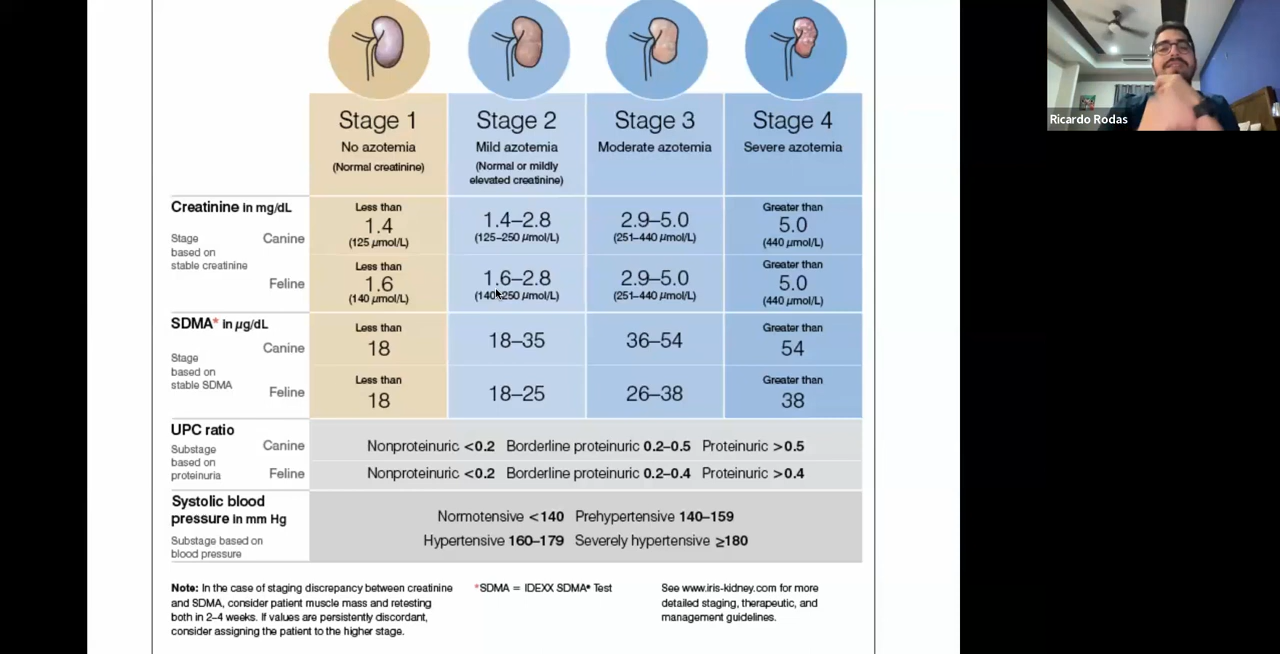 Ricardo Rodas
Stage 1
No azotemia
(Normal creatinine)
Stage 2
Mild azotemia
(Normal or mildly
elevated creatinine)
Stage 3
Moderate azotemia
Stage 4
Severe azotemia
Creatinine in mg/dL
Stage
based on
stable creatinine
Canine
Less than
1.4
(125 µmol/L)
1.4–2.8
(125–250 µmol/L)
2.9–5.0
(251–440 µmol/L)
Greater than
5.0
(440 µmol/L)
Feline
Less than
1.6
(140 µmol/L)
1.6–2.8
(140–250 µmol/L)
2.9–5.0
(251–440 µmol/L)
Greater than
5.0
(440 µmol/L)
SDMA* in µg/dL
Stage
based on
stable SDMA
Canine
Less than
18
18–35
36–54
Greater than
54
Feline
Less than
18
18–25
26–38
Greater than
38
UPC ratio
Substage
based on
proteinuria
Canine
Nonproteinuric <0.2 Borderline proteinuric 0.2–0.5 Proteinuric >0.5
Feline
Nonproteinuric <0.2 Borderline proteinuric 0.2–0.4 Proteinuric >0.4
Systolic blood
pressure in mm Hg
Substage based on
blood pressure
Normotensive <140 Prehypertensive 140–159
Hypertensive 160–179 Severely hypertensive ≥180
Note: In the case of staging discrepancy between creatinine
and SDMA, consider patient muscle mass and retesting
both in 2–4 weeks. If values are persistently discordant,
consider assigning the patient to the higher stage.
*SDMA = IDEXX SDMA® Test
See www.iris-kidney.com for more
detailed staging, therapeutic, and
management guidelines.